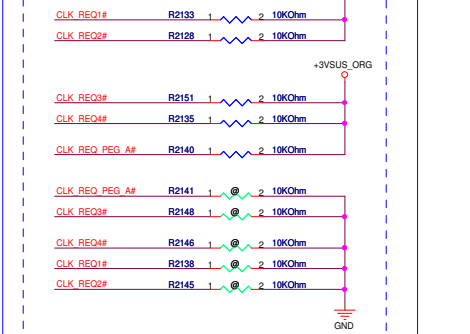 CLK_REQ1# R2133 1 2 10KOhm
CLK_REQ2# R2128 1 2 10KOhm
+3VSUS_ORG
CLK_REQ3# R2151 1 2 10KOhm
CLK_REQ4# R2135 1 2 10KOhm
CLK_REQ_PEG_A# R2140 1 2 10KOhm
CLK_REQ_PEG_A# R2141 1 @ 2 10KOhm
CLK_REQ3# R2148 1 @ 2 10KOhm
CLK_REQ4# R2146 1 @ 2 10KOhm
CLK_REQ1# R2138 1 @ 2 10KOhm
CLK_REQ2# R2145 1 @ 2 10KOhm
GND